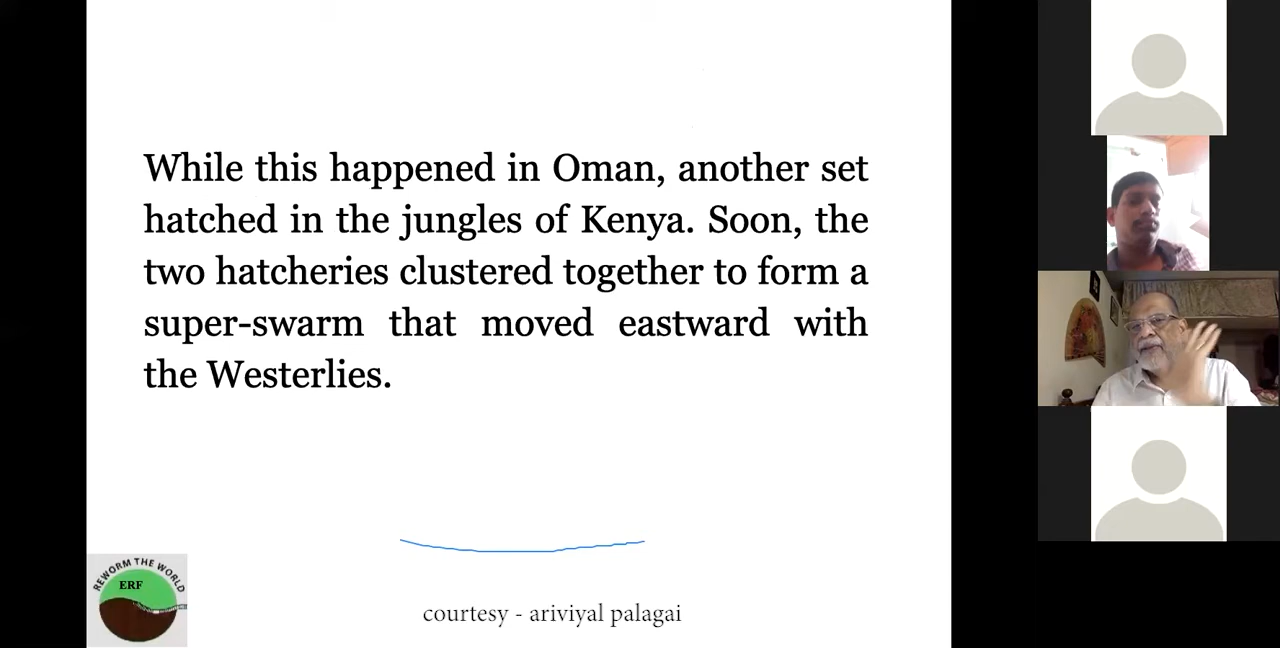 While this happened in Oman, another set
hatched in the jungles of Kenya. Soon, the
two hatcheries clustered together to form a
super-swarm that moved eastward with
the Westerlies.
REWORM THE WORLD
ERF
courtesy - ariviyal palagai